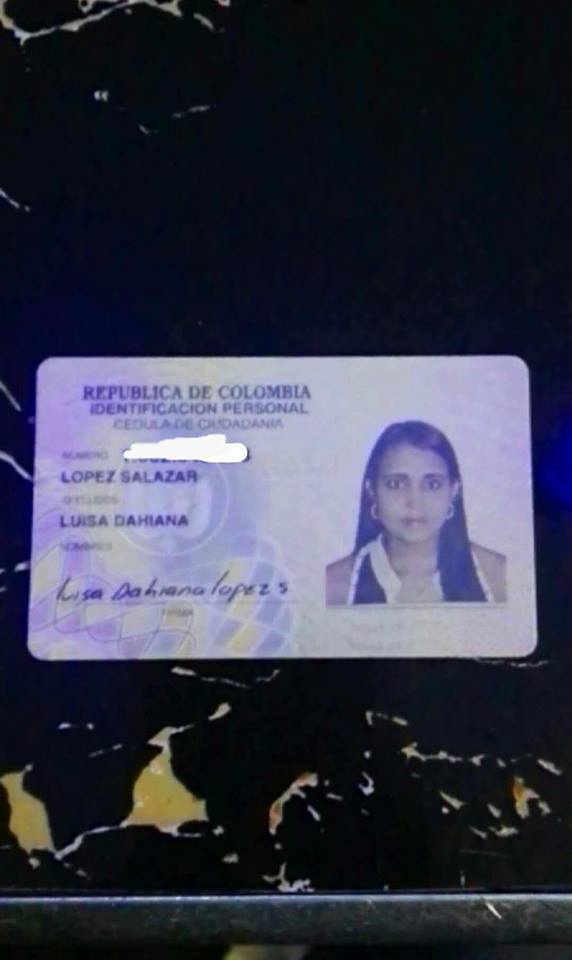 REPUBLICA DE COLOMBIA
IDENTIFICACION PERSONAL
CEDULA DE CIUDADANIA
NUMERO
LOPEZ SALAZAR
APELLIDOS
LUISA DAHIANA
NOMBRES
Luisa Dahiana lopez s
FIRMA